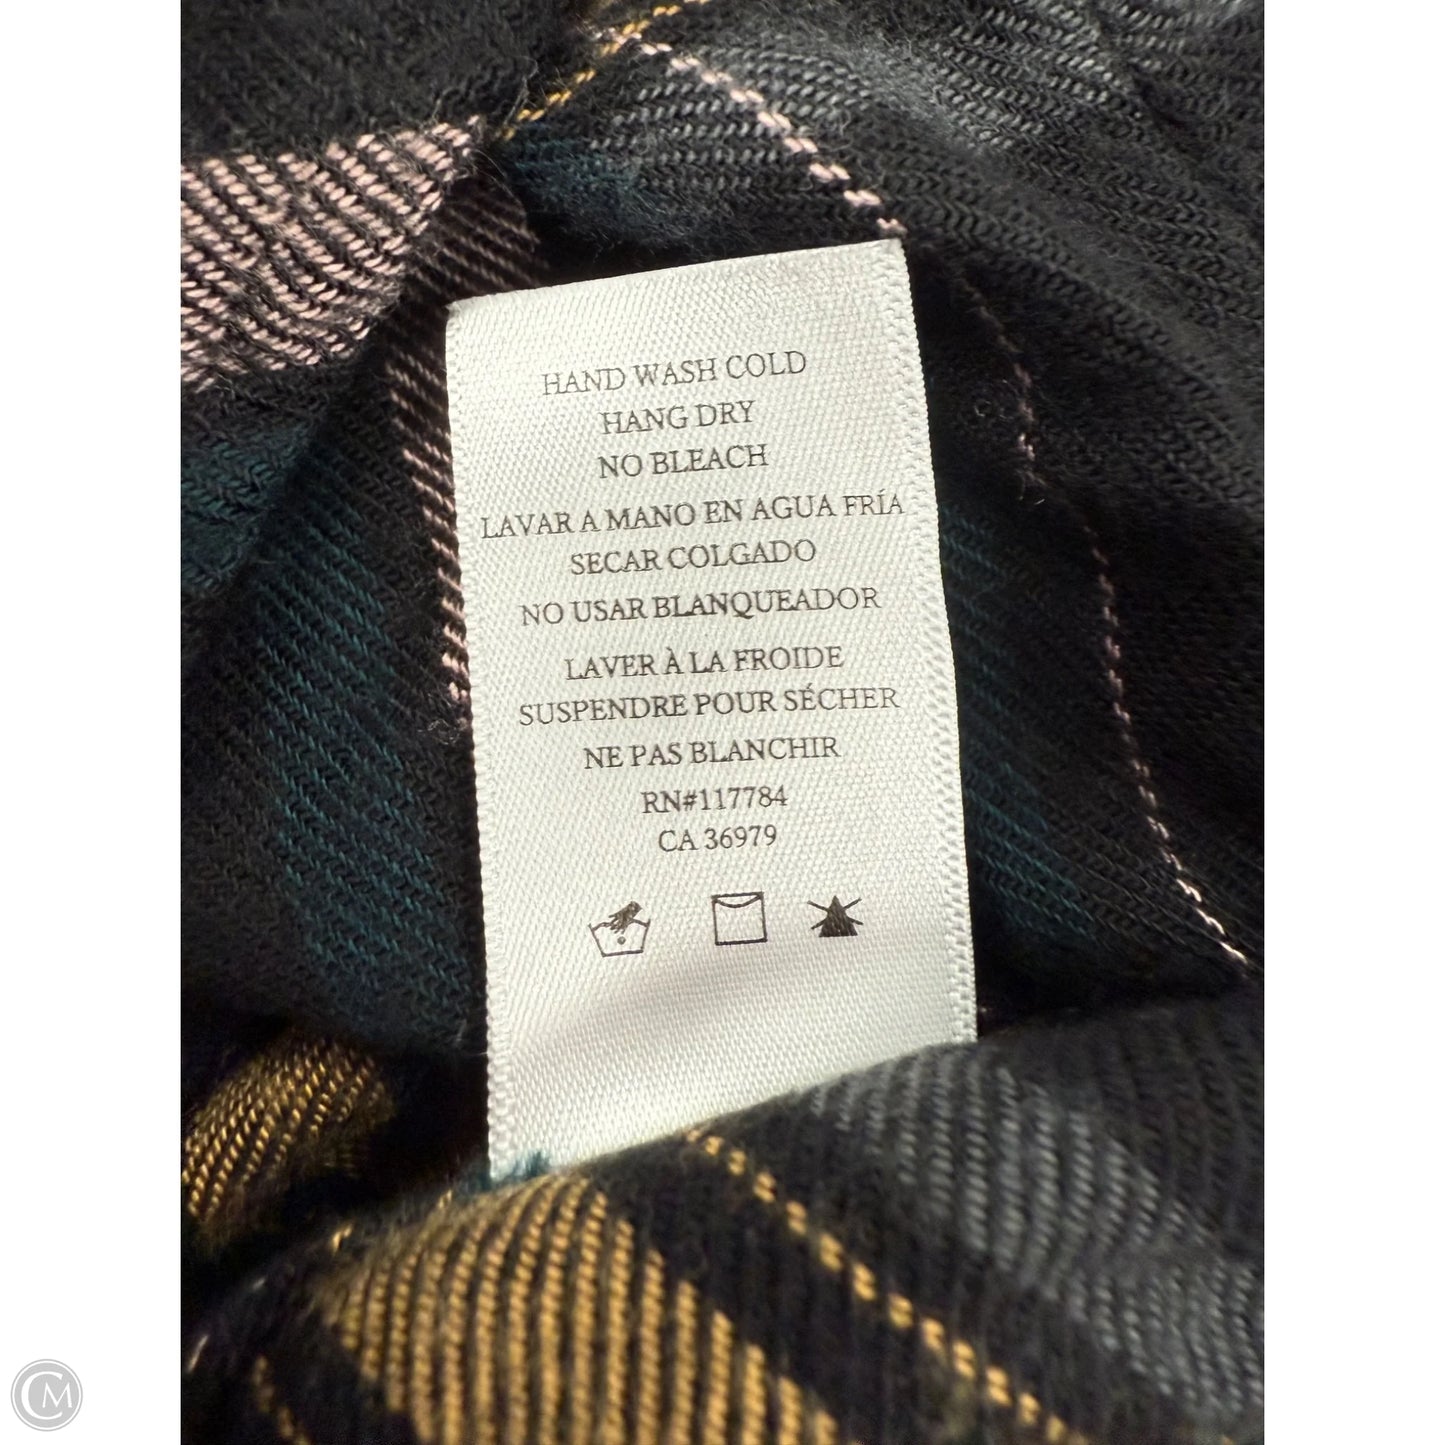 HAND WASH COLD
HANG DRY
NO BLEACH
LAVAR A MANO EN AGUA FRÍA
SECAR COLGADO
NO USAR BLANQUEADOR
LAVER À LA FROIDE
SUSPENDRE POUR SÉCHER
NE PAS BLANCHIR
RN#117784
CA 36979
CM